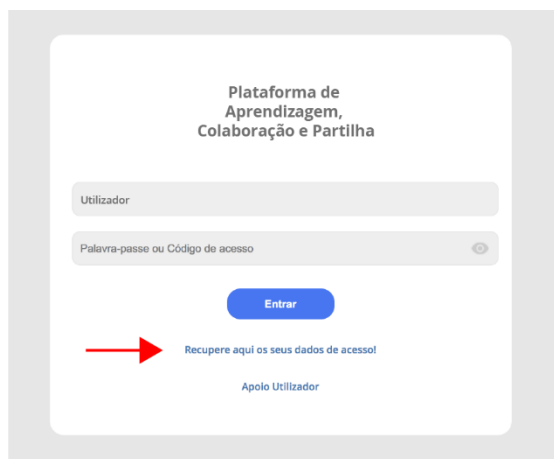 Plataforma de
Aprendizagem,
Colaboração e Partilha
Utilizador
Palavra-passe ou Código de acesso
Entrar
Recupere aqui os seus dados de acesso!
Apoio Utilizador